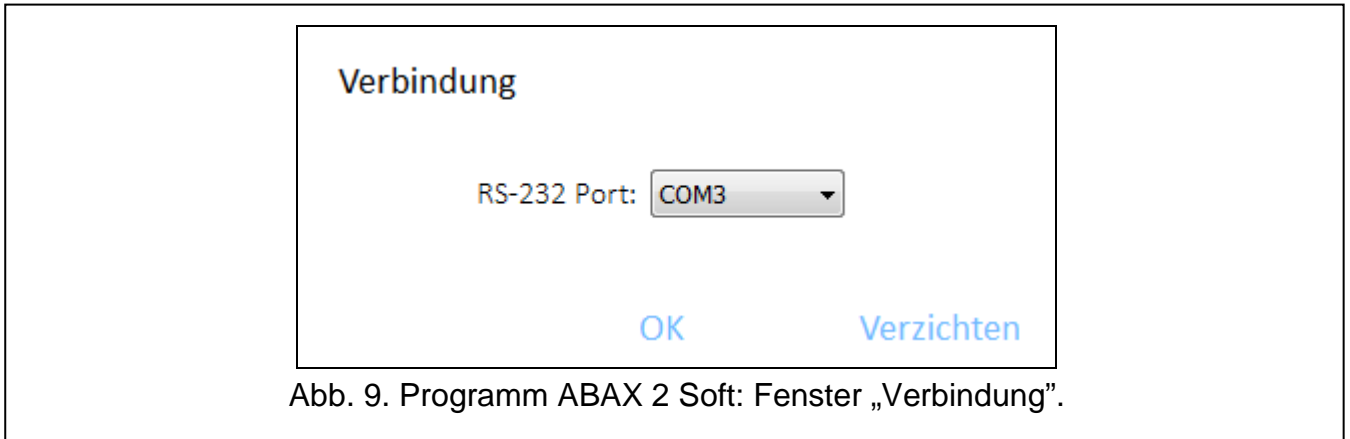 Verbindung
RS-232 Port: COM3
OK Verzichten
Abb. 9. Programm ABAX 2 Soft: Fenster „Verbindung”.